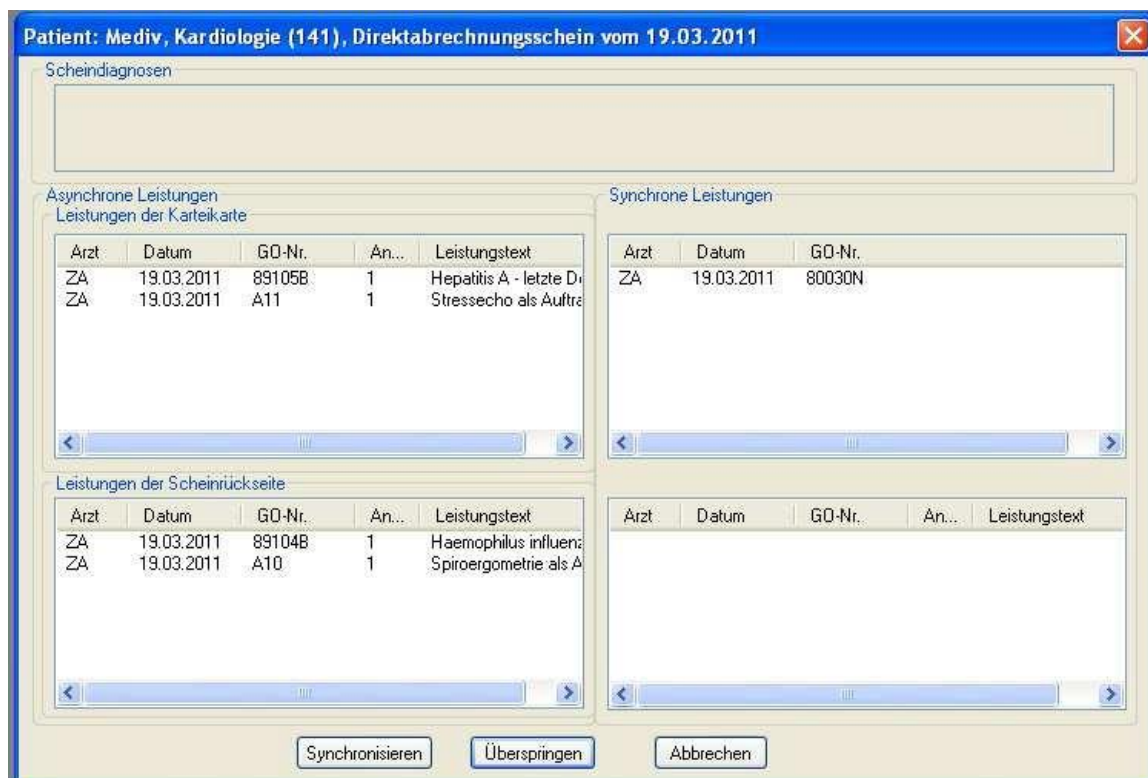 Patient: Mediv, Kardiologie (141), Direktabrechnungsschein vom 19.03.2011
Scheindiagnosen
Asynchrone Leistungen
Leistungen der Karteikarte
Arzt Datum GO-Nr. An... Leistungstext
ZA 19.03.2011 89105B 1 Hepatitis A - letzte D
ZA 19.03.2011 A11 1 Stressecho als Auftra
Synchrone Leistungen
Arzt Datum GO-Nr.
ZA 19.03.2011 80030N
Leistungen der Scheinrückseite
Arzt Datum GO-Nr. An... Leistungstext
ZA 19.03.2011 89104B 1 Haemophilus influenz
ZA 19.03.2011 A10 1 Spiroergometrie als A
Arzt Datum GO-Nr. An... Leistungstext
Synchronisieren Überspringen Abbrechen